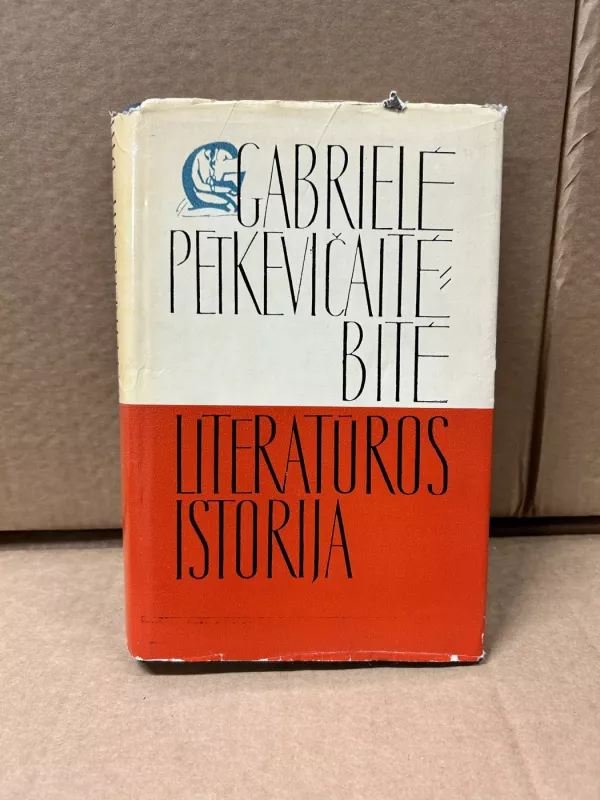 GABRIELĖ
PETKEVIČAITĖ=
BITĖ
LITERATŪROS
ISTORIJA